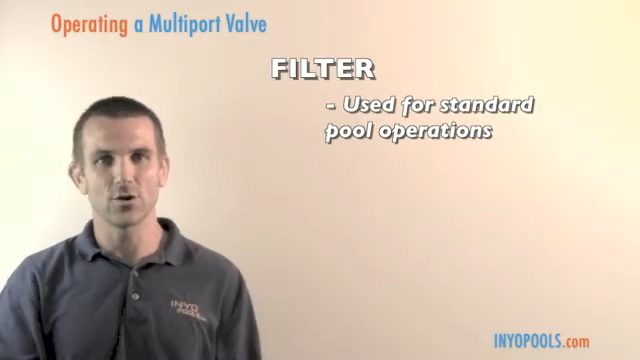 Operating a Multiport Valve
FILTER
- Used for standard
pool operations
INYO
INYOPOOLS.com